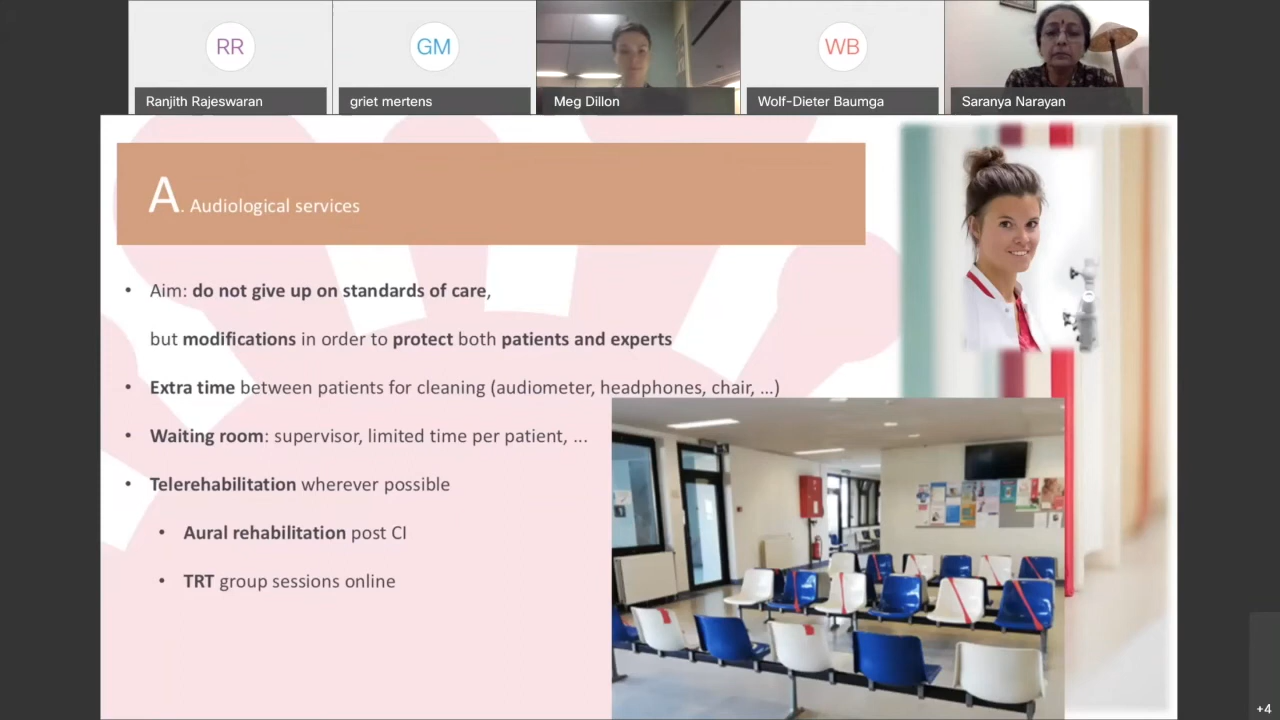 RR
GM
WB
Ranjith Rajeswaran
griet mertens
Meg Dillon
Wolf-Dieter Baumga
Saranya Narayan
A. Audiological services
• Aim: do not give up on standards of care,
but modifications in order to protect both patients and experts
• Extra time between patients for cleaning (audiometer, headphones, chair, ...)
• Waiting room: supervisor, limited time per patient, ...
• Telerehabilitation wherever possible
• Aural rehabilitation post CI
• TRT group sessions online
+4